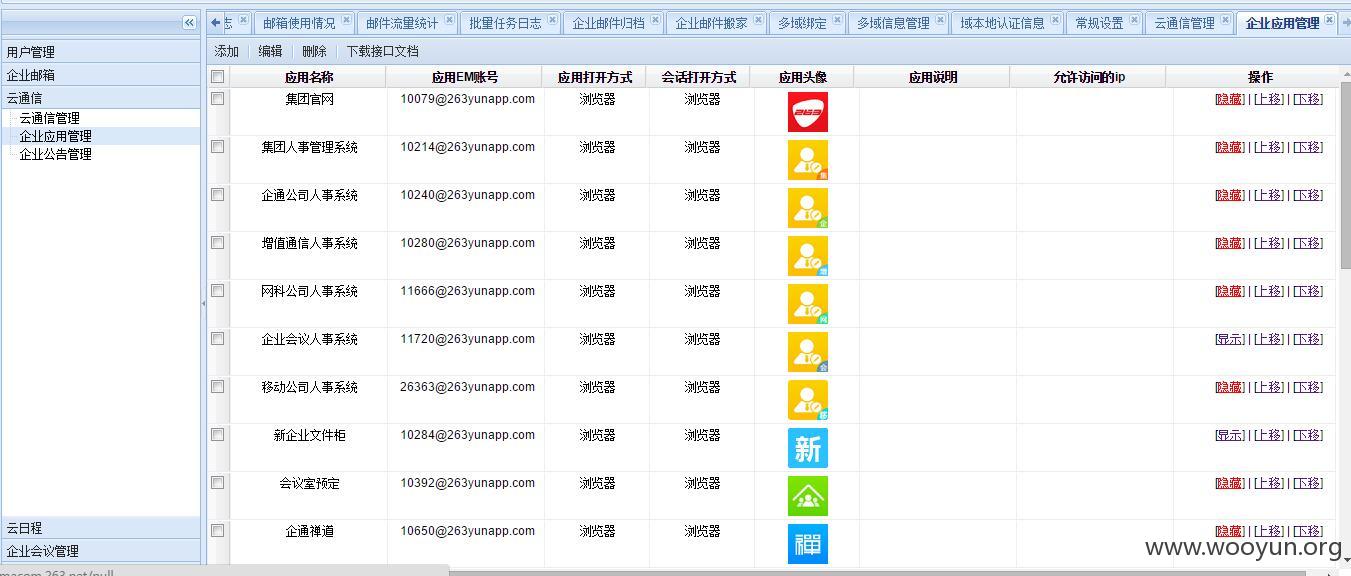 志 邮箱使用情况 邮件流量统计 批量任务日志 企业邮件归档 企业邮件搬家 多域绑定 多域信息管理 域本地认证信息 常规设置 云通信管理 企业应用管理
添加 编辑 删除 下载接口文档
用户管理
企业邮箱
云通信
云通信管理
企业应用管理
企业公告管理
云日程
企业会议管理
应用名称 应用EM账号 应用打开方式 会话打开方式 应用头像 应用说明 允许访问的ip 操作
集团官网 10079@263yunapp.com 浏览器 浏览器 263 [隐藏] | [上移] | [下移]
集团人事管理系统 10214@263yunapp.com 浏览器 浏览器 集 [隐藏] | [上移] | [下移]
企通公司人事系统 10240@263yunapp.com 浏览器 浏览器 企 [隐藏] | [上移] | [下移]
增值通信人事系统 10280@263yunapp.com 浏览器 浏览器 增 [隐藏] | [上移] | [下移]
网科公司人事系统 11666@263yunapp.com 浏览器 浏览器 网 [隐藏] | [上移] | [下移]
企业会议人事系统 11720@263yunapp.com 浏览器 浏览器 会 [显示] | [上移] | [下移]
移动公司人事系统 26363@263yunapp.com 浏览器 浏览器 [隐藏] | [上移] | [下移]
新企业文件柜 10284@263yunapp.com 浏览器 浏览器 新 [显示] | [上移] | [下移]
会议室预定 10392@263yunapp.com 浏览器 浏览器 [隐藏] | [上移] | [下移]
企通禅道 10650@263yunapp.com 浏览器 浏览器 禪 [隐藏] | [上移] | [下移]
www.wooyun.org
macom.263.net/null